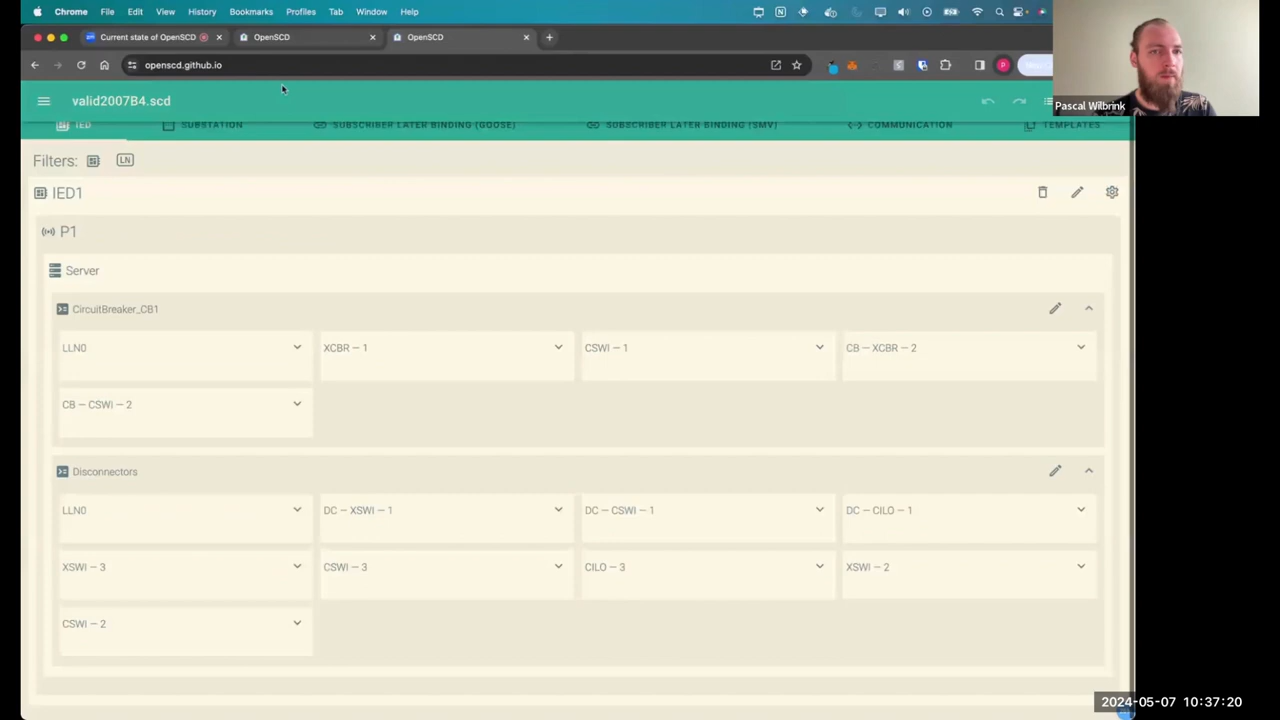 Chrome File Edit View History Bookmarks Profiles Tab Window Help
Current state of OpenSCD OpenSCD OpenSCD
openscd.github.io
Pascal Wilbrink
valid2007B4.scd
IED SUBSTATION SUBSCRIBER LATER BINDING (GOOSE) SUBSCRIBER LATER BINDING (SMV) COMMUNICATION TEMPLATES
Filters: LN
IED1
P1
Server
CircuitBreaker_CB1
LLN0 XCBR — 1 CSWI — 1 CB — XCBR — 2
CB — CSWI — 2
Disconnectors
LLN0 DC — XSWI — 1 DC — CSWI — 1 DC — CILO — 1
XSWI — 3 CSWI — 3 CILO — 3 XSWI — 2
CSWI — 2
2024-05-07 10:37:20